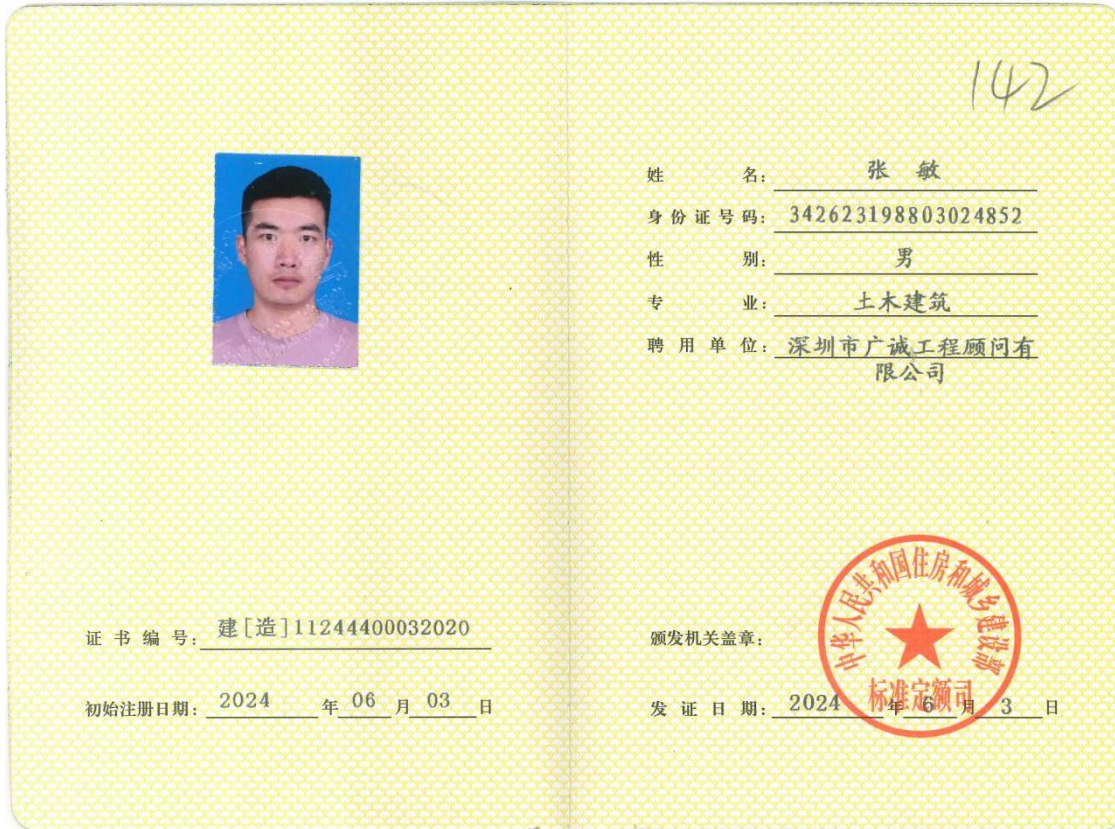 142
姓 名: 张 敏
身份证号码: 342623198803024852
性 别: 男
专 业: 土木建筑
聘用单位: 深圳市广诚工程顾问有
限公司
证书编号: 建[造]11244400032020
初始注册日期: 2024 年 06 月 03 日
颁发机关盖章:
中华人民共和国住房和城乡建设部
标准定额司
发证日期: 2024 年 6 月 3 日